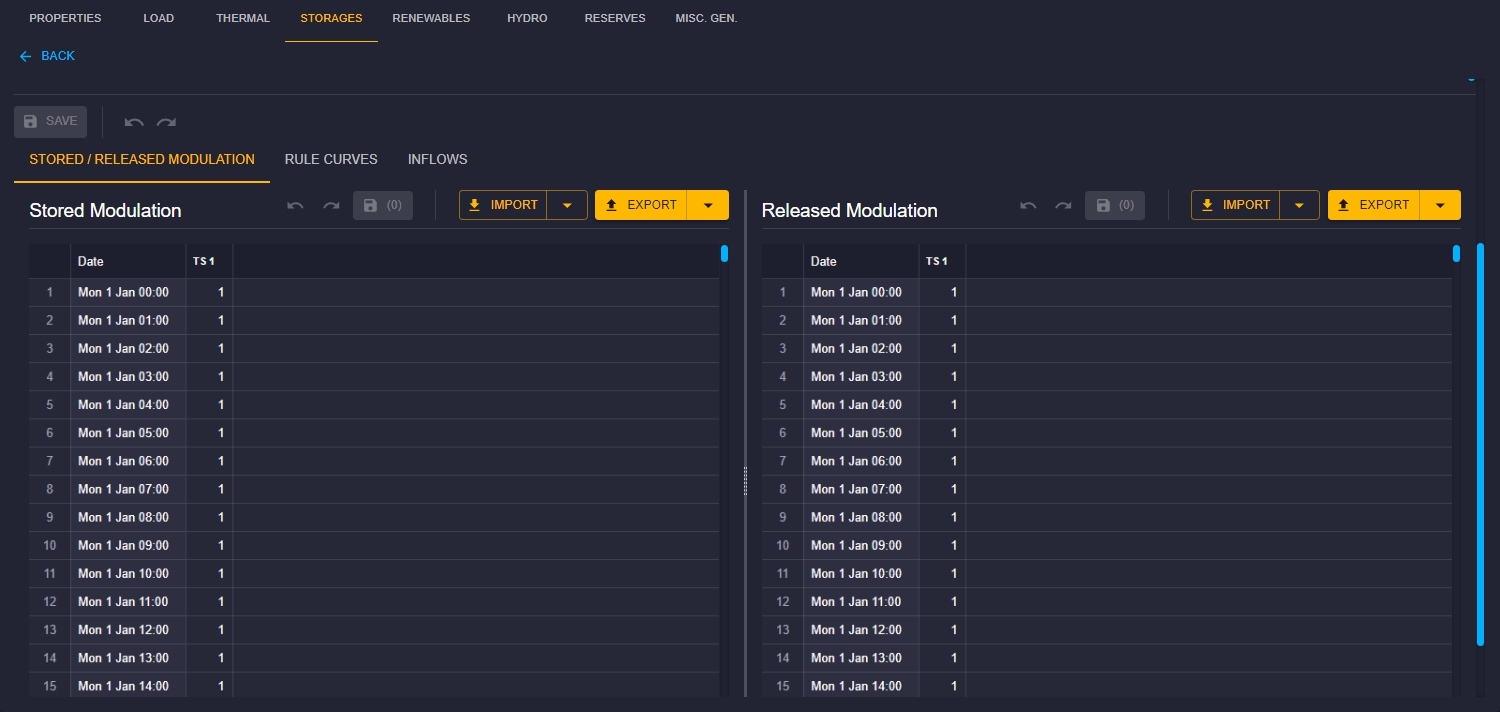 PROPERTIES LOAD THERMAL STORAGES RENEWABLES HYDRO RESERVES MISC. GEN.
BACK
SAVE
STORED / RELEASED MODULATION RULE CURVES INFLOWS
Stored Modulation (0) IMPORT EXPORT
Date TS 1
1 Mon 1 Jan 00:00 1
2 Mon 1 Jan 01:00 1
3 Mon 1 Jan 02:00 1
4 Mon 1 Jan 03:00 1
5 Mon 1 Jan 04:00 1
6 Mon 1 Jan 05:00 1
7 Mon 1 Jan 06:00 1
8 Mon 1 Jan 07:00 1
9 Mon 1 Jan 08:00 1
10 Mon 1 Jan 09:00 1
11 Mon 1 Jan 10:00 1
12 Mon 1 Jan 11:00 1
13 Mon 1 Jan 12:00 1
14 Mon 1 Jan 13:00 1
15 Mon 1 Jan 14:00 1
Released Modulation (0) IMPORT EXPORT
Date TS 1
1 Mon 1 Jan 00:00 1
2 Mon 1 Jan 01:00 1
3 Mon 1 Jan 02:00 1
4 Mon 1 Jan 03:00 1
5 Mon 1 Jan 04:00 1
6 Mon 1 Jan 05:00 1
7 Mon 1 Jan 06:00 1
8 Mon 1 Jan 07:00 1
9 Mon 1 Jan 08:00 1
10 Mon 1 Jan 09:00 1
11 Mon 1 Jan 10:00 1
12 Mon 1 Jan 11:00 1
13 Mon 1 Jan 12:00 1
14 Mon 1 Jan 13:00 1
15 Mon 1 Jan 14:00 1